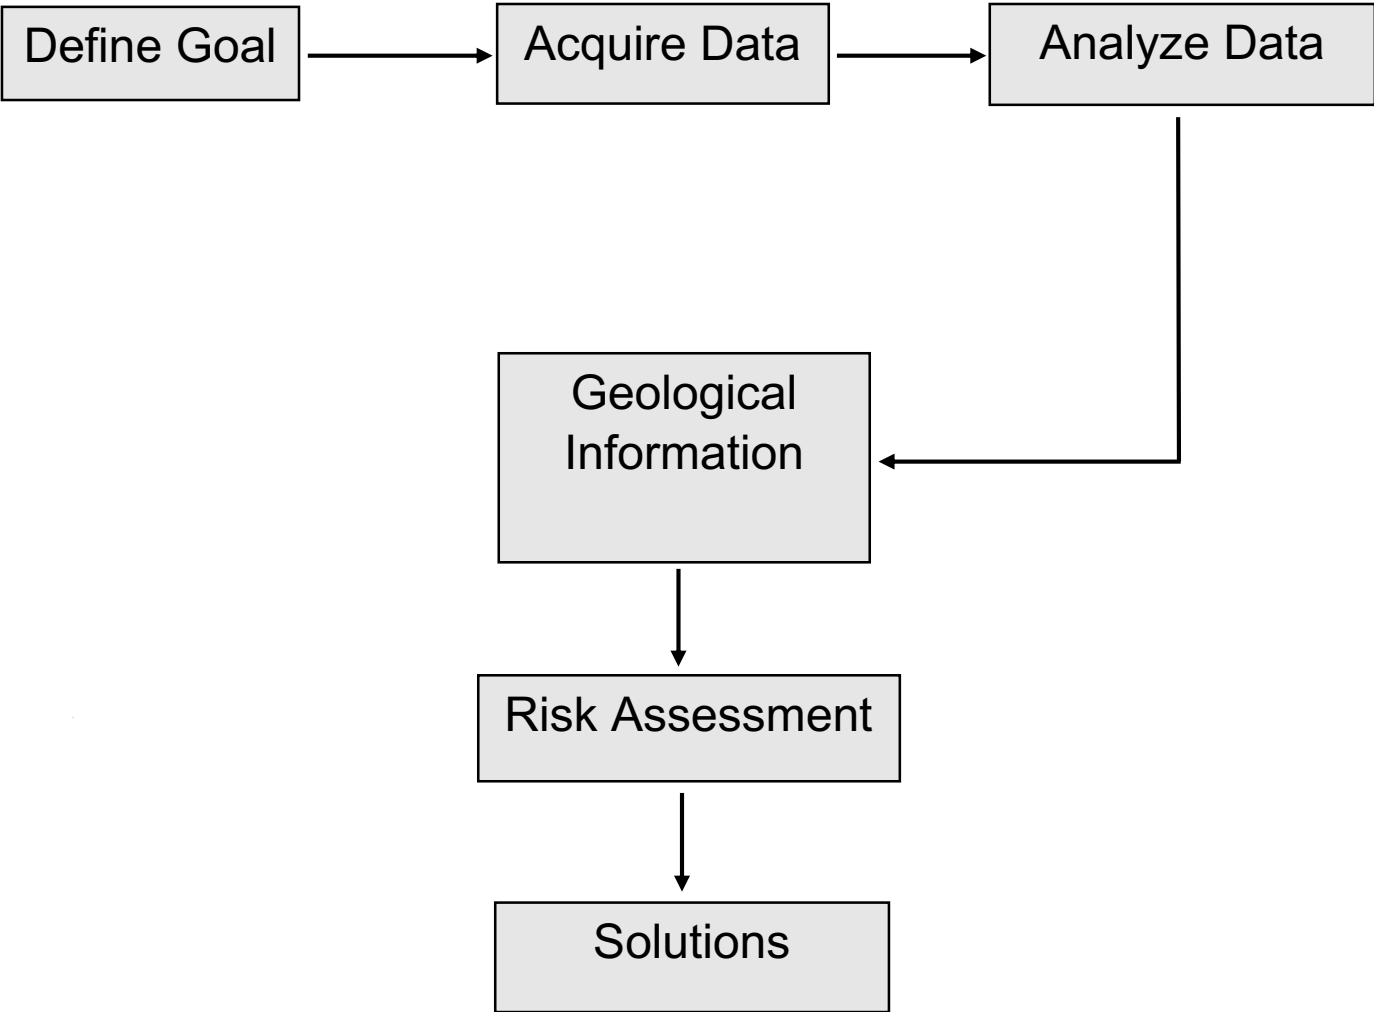 Define Goal
Acquire Data
Analyze Data
Geological
Information
Risk Assessment
Solutions